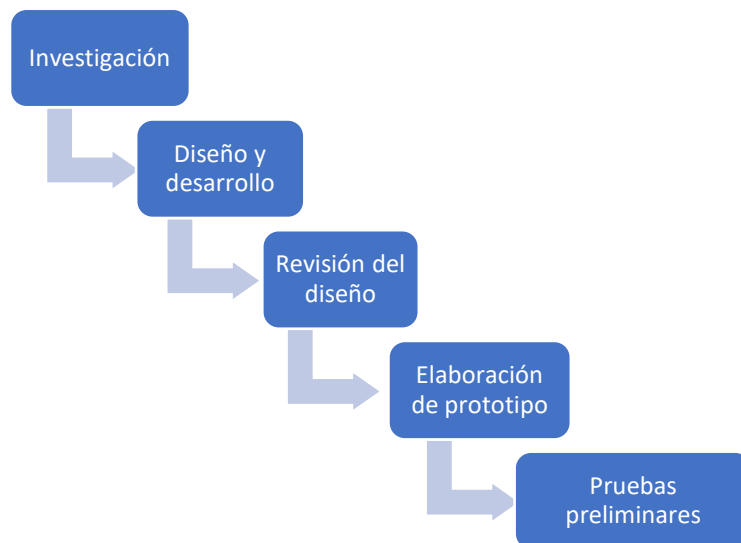 Investigación
Diseño y
desarrollo
Revisión del
diseño
Elaboración
de prototipo
Pruebas
preliminares